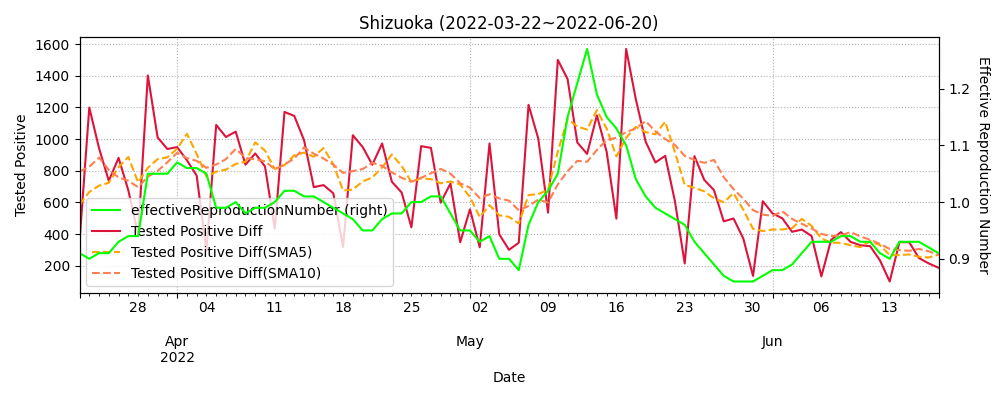 Shizuoka (2022-03-22~2022-06-20)
Tested Positive
1600
1400
1200
1000
800
600
400
200
effectiveReproductionNumber (right)
Tested Positive Diff
Tested Positive Diff(SMA5)
Tested Positive Diff(SMA10)
1.2
1.1
1.0
0.9
Effective Reproduction Number
28 04 11 18 25 02 09 16 23 30 06 13
Apr May Jun
2022
Date